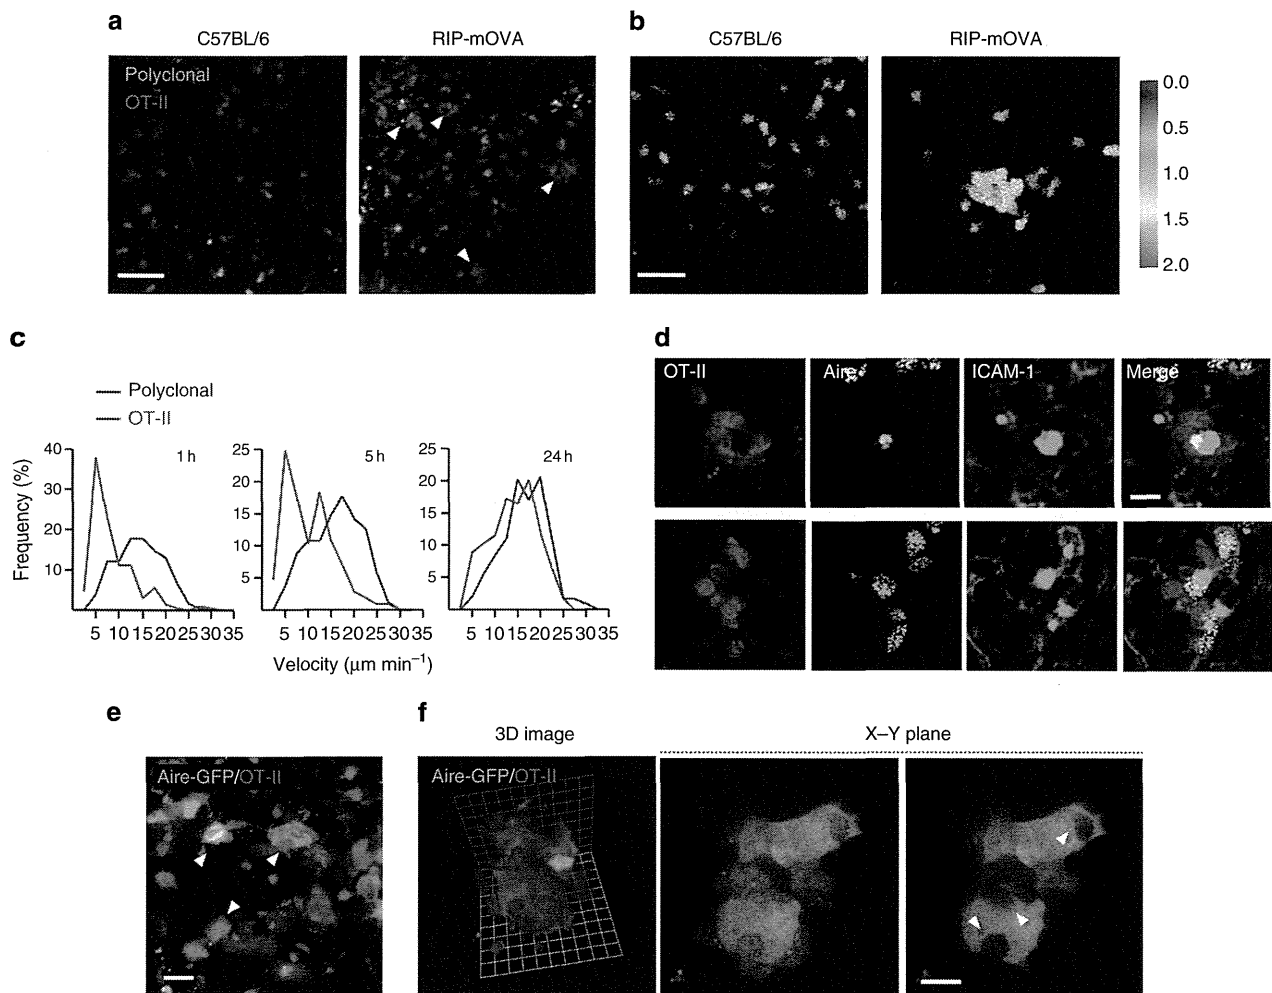 a
C57BL/6 RIP-mOVA
Polyclonal
OT-II
b
C57BL/6 RIP-mOVA
0.0
0.5
1.0
1.5
2.0
c
Polyclonal
OT-II
Frequency (%)
40
30
20
10
1 h
5 10 15 20 25 30 35
25
20
15
10
5
5 h
5 10 15 20 25 30 35
25
20
15
10
5
24 h
5 10 15 20 25 30 35
Velocity (µm min⁻¹)
d
OT-II Aire ICAM-1 Merge
e
Aire-GFP/OT-II
f
3D image X–Y plane
Aire-GFP/OT-II